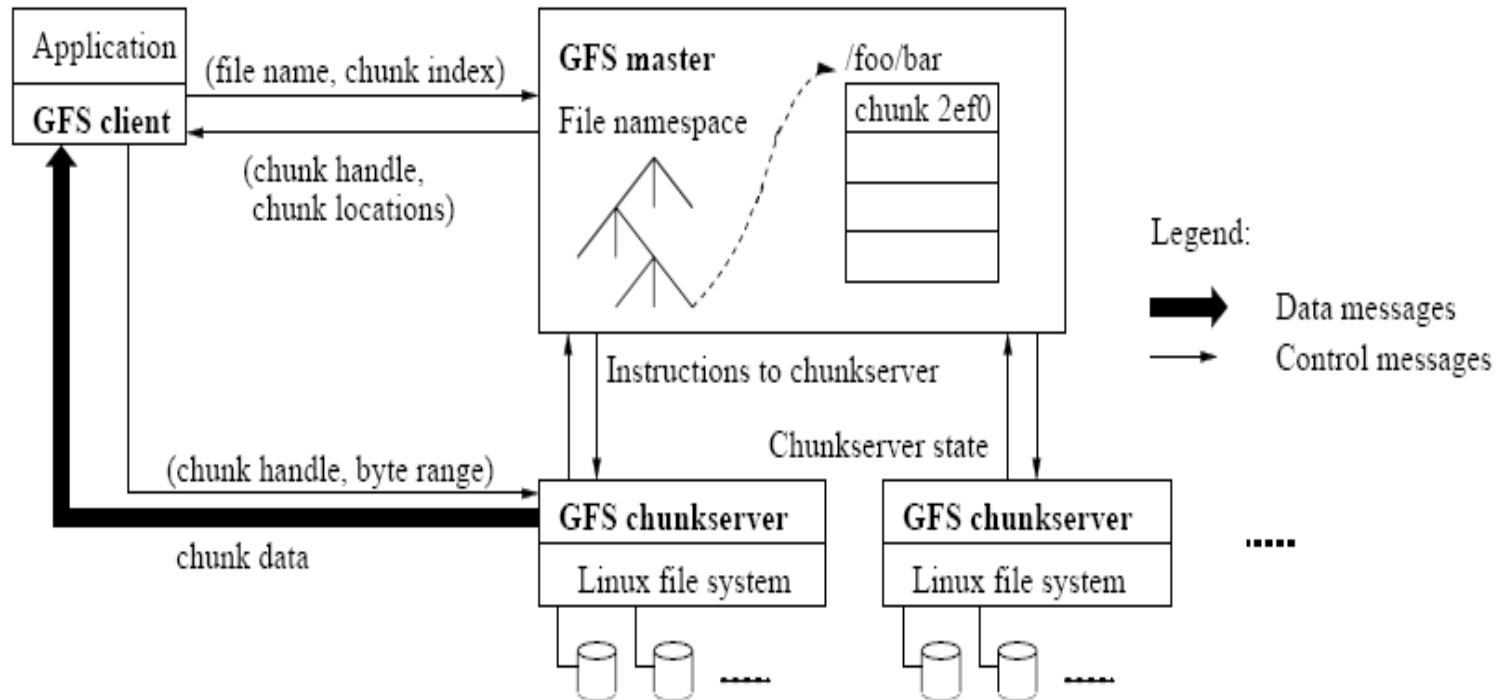 Application
GFS client
(file name, chunk index)
(chunk handle,
chunk locations)
GFS master
File namespace
/foo/bar
chunk 2ef0
Legend:
Data messages
Control messages
Instructions to chunkserver
Chunkserver state
(chunk handle, byte range)
chunk data
GFS chunkserver
Linux file system
GFS chunkserver
Linux file system